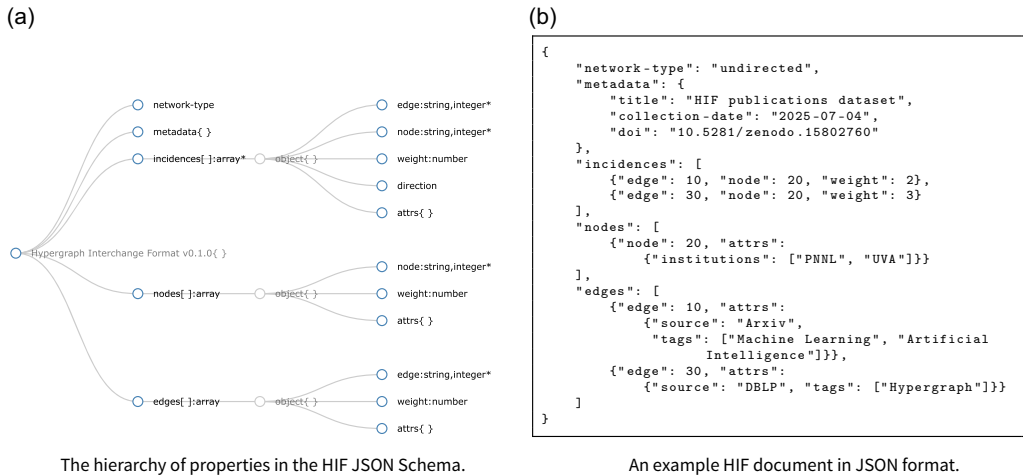 (a)
network-type
metadata{ }
incidences[ ]:array*
object{ }
edge:string,integer*
node:string,integer*
weight:number
direction
attrs{ }
Hypergraph Interchange Format v0.1.0{ }
nodes[ ]:array
object{ }
node:string,integer*
weight:number
attrs{ }
edges[ ]:array
object{ }
edge:string,integer*
weight:number
attrs{ }
The hierarchy of properties in the HIF JSON Schema.
(b)
{
    "network-type": "undirected",
    "metadata": {
        "title": "HIF publications dataset",
        "collection-date": "2025-07-04",
        "doi": "10.5281/zenodo.15802760"
    },
    "incidences": [
        {"edge": 10, "node": 20, "weight": 2},
        {"edge": 30, "node": 20, "weight": 3}
    ],
    "nodes": [
        {"node": 20, "attrs":
            {"institutions": ["PNNL", "UVA"]}}
    ],
    "edges": [
        {"edge": 10, "attrs":
            {"source": "Arxiv",
             "tags": ["Machine Learning", "Artificial
                    Intelligence"]}},
        {"edge": 30, "attrs":
            {"source": "DBLP", "tags": ["Hypergraph"]}}
    ]
}
An example HIF document in JSON format.